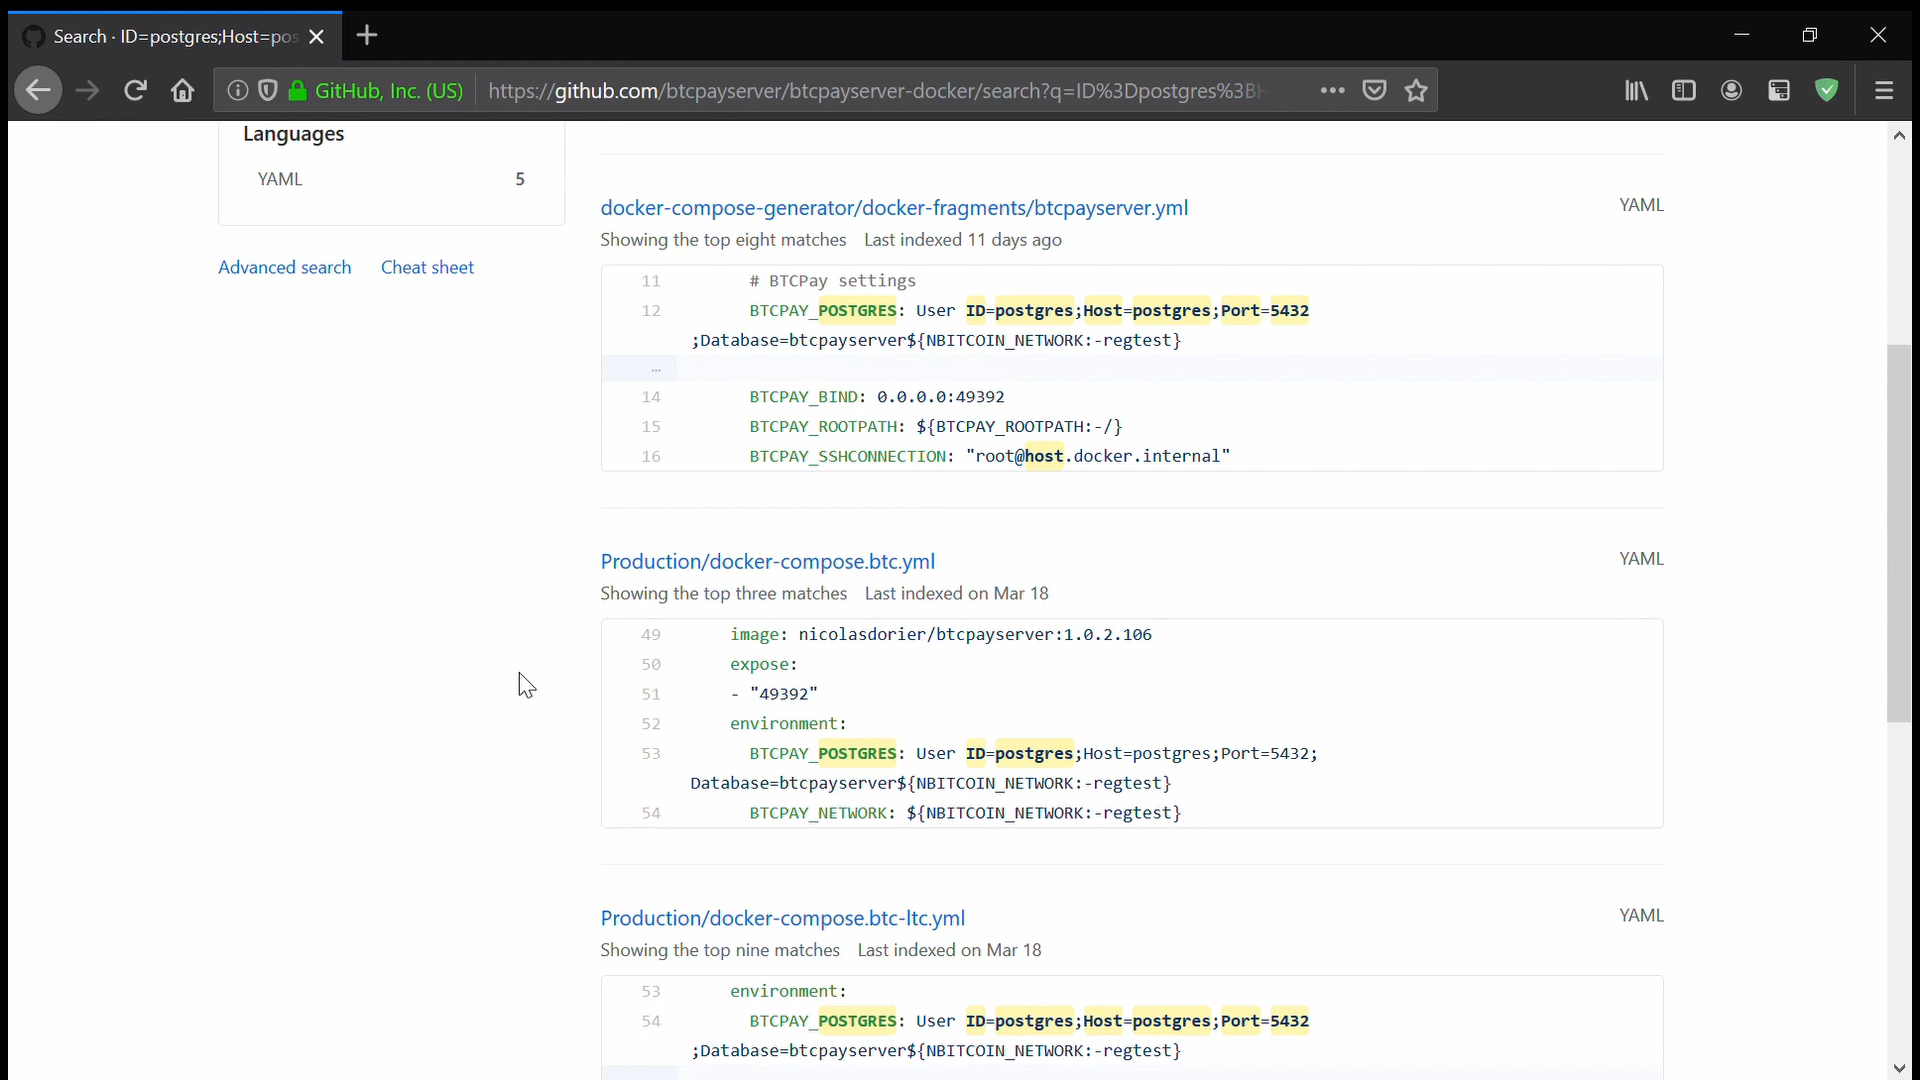 Search · ID=postgres;Host=pos
GitHub, Inc. (US) https://github.com/btcpayserver/btcpayserver-docker/search?q=ID%3Dpostgres%3B
Languages
YAML 5
Advanced search Cheat sheet
docker-compose-generator/docker-fragments/btcpayserver.yml YAML
Showing the top eight matches Last indexed 11 days ago
11 # BTCPay settings
12 BTCPAY_POSTGRES: User ID=postgres;Host=postgres;Port=5432
;Database=btcpayserver${NBITCOIN_NETWORK:-regtest}
…
14 BTCPAY_BIND: 0.0.0.0:49392
15 BTCPAY_ROOTPATH: ${BTCPAY_ROOTPATH:-/}
16 BTCPAY_SSHCONNECTION: "root@host.docker.internal"
Production/docker-compose.btc.yml YAML
Showing the top three matches Last indexed on Mar 18
49 image: nicolasdorier/btcpayserver:1.0.2.106
50 expose:
51 - "49392"
52 environment:
53 BTCPAY_POSTGRES: User ID=postgres;Host=postgres;Port=5432;
Database=btcpayserver${NBITCOIN_NETWORK:-regtest}
54 BTCPAY_NETWORK: ${NBITCOIN_NETWORK:-regtest}
Production/docker-compose.btc-ltc.yml YAML
Showing the top nine matches Last indexed on Mar 18
53 environment:
54 BTCPAY_POSTGRES: User ID=postgres;Host=postgres;Port=5432
;Database=btcpayserver${NBITCOIN_NETWORK:-regtest}